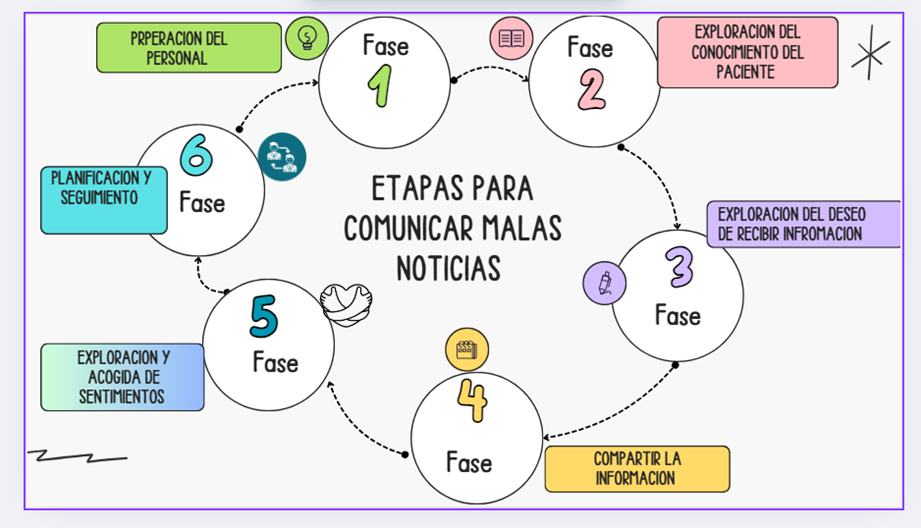 ETAPAS PARA
COMUNICAR MALAS
NOTICIAS
Fase
1
PRPERACION DEL
PERSONAL
Fase
2
EXPLORACION DEL
CONOCIMIENTO DEL
PACIENTE
3
Fase
EXPLORACION DEL DESEO
DE RECIBIR INFROMACION
4
Fase
COMPARTIR LA
INFORMACION
5
Fase
EXPLORACION Y
ACOGIDA DE
SENTIMIENTOS
6
Fase
PLANIFICACION Y
SEGUIMIENTO